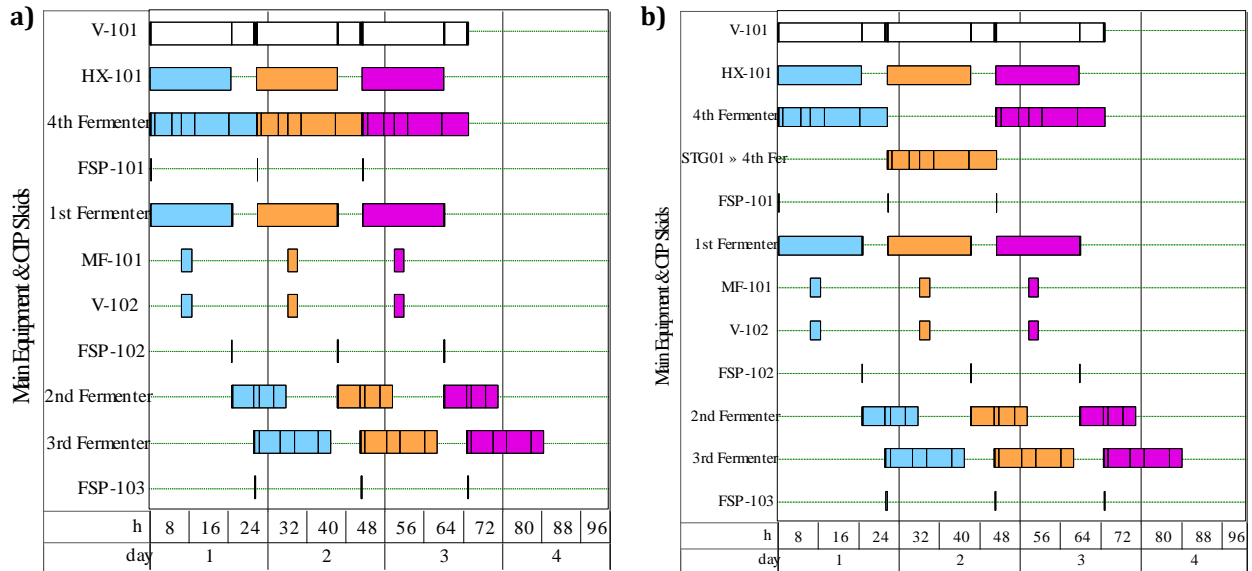 a)
Main Equipment & CIP Skids
V-101
HX-101
4th Fermenter
FSP-101
1st Fermenter
MF-101
V-102
FSP-102
2nd Fermenter
3rd Fermenter
FSP-103
h 8 16 24 32 40 48 56 64 72 80 88 96
day 1 2 3 4
b)
Main Equipment & CIP Skids
V-101
HX-101
4th Fermenter
STG01 » 4th Fer
FSP-101
1st Fermenter
MF-101
V-102
FSP-102
2nd Fermenter
3rd Fermenter
FSP-103
h 8 16 24 32 40 48 56 64 72 80 88 96
day 1 2 3 4